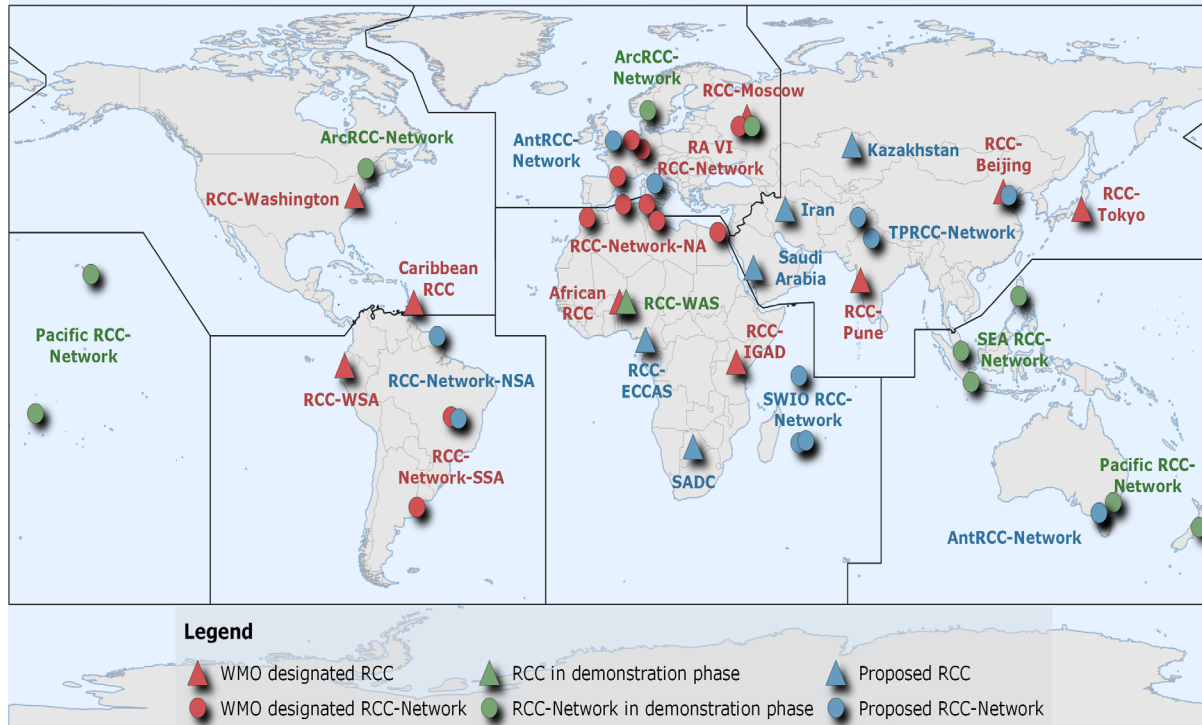 ArcRCC-
Network
RCC-Moscow
ArcRCC-Network
AntRCC-
Network
RA VI
RCC-Network
Kazakhstan
RCC-
Beijing
RCC-Washington
RCC-
Tokyo
Iran
TPRCC-Network
RCC-Network-NA
Saudi
Arabia
Caribbean
RCC
African
RCC
RCC-WAS
RCC-
Pune
Pacific RCC-
Network
RCC-
IGAD
SEA RCC-
Network
RCC-WSA
RCC-Network-NSA
RCC-
ECCAS
SWIO RCC-
Network
RCC-
Network-SSA
SADC
Pacific RCC-
Network
AntRCC-Network
Legend
WMO designated RCC
RCC in demonstration phase
Proposed RCC
WMO designated RCC-Network
RCC-Network in demonstration phase
Proposed RCC-Network